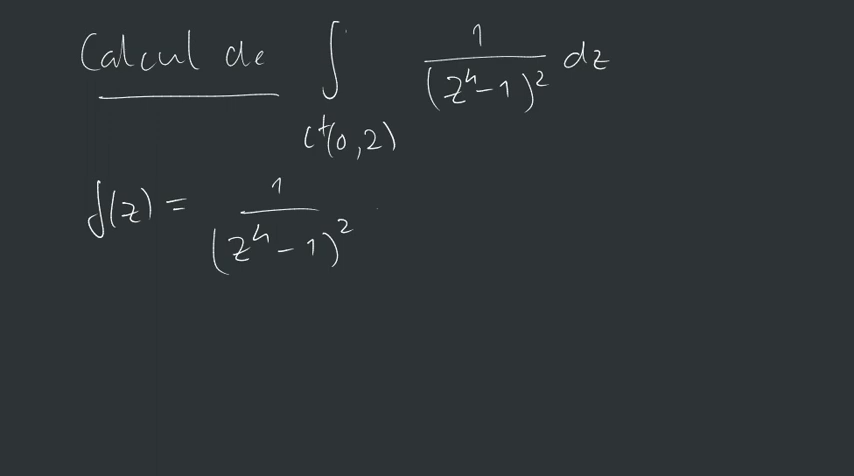 Calcul de ∫_{C⁺(0,2)} 1/(z⁴-1)² dz
f(z) = 1/(z⁴-1)²